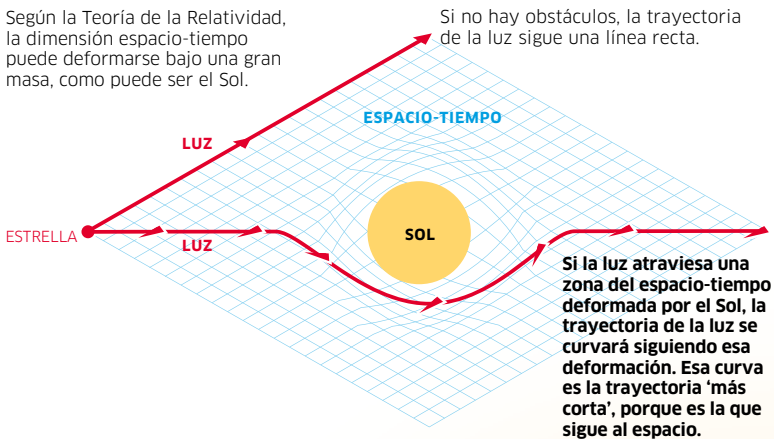 Según la Teoría de la Relatividad,
la dimensión espacio-tiempo
puede deformarse bajo una gran
masa, como puede ser el Sol.
Si no hay obstáculos, la trayectoria
de la luz sigue una línea recta.
ESPACIO-TIEMPO
LUZ
ESTRELLA
LUZ
SOL
Si la luz atraviesa una
zona del espacio-tiempo
deformada por el Sol, la
trayectoria de la luz se
curvará siguiendo esa
deformación. Esa curva
es la trayectoria ‘más
corta’, porque es la que
sigue al espacio.